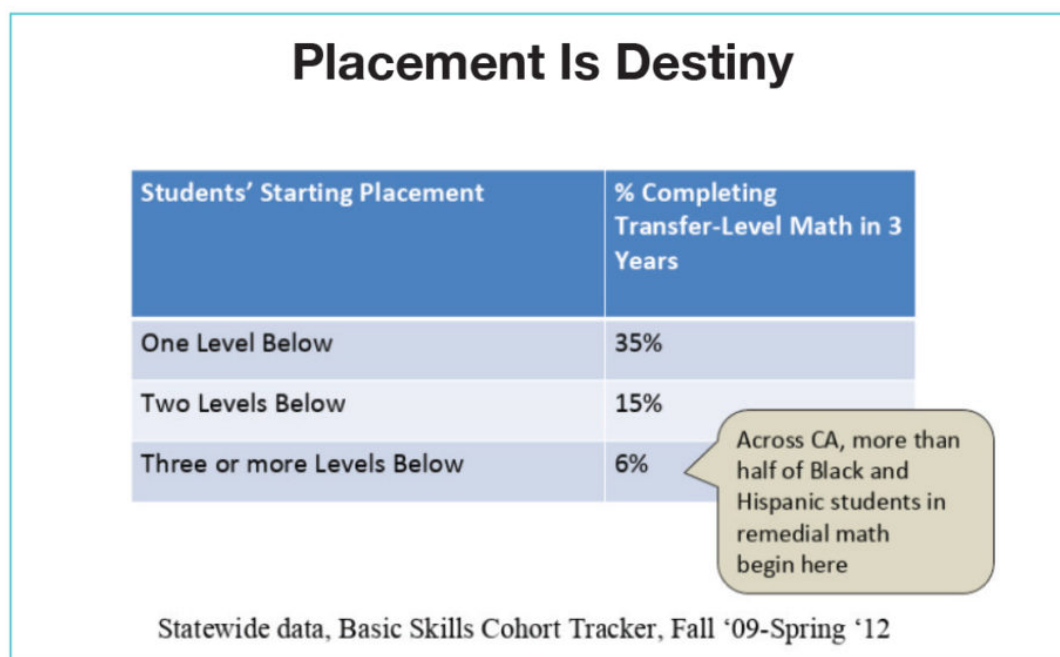 Placement Is Destiny
Students’ Starting Placement
% Completing
Transfer-Level Math in 3
Years
One Level Below
35%
Two Levels Below
15%
Three or more Levels Below
6%
Across CA, more than
half of Black and
Hispanic students in
remedial math
begin here
Statewide data, Basic Skills Cohort Tracker, Fall ‘09-Spring ‘12